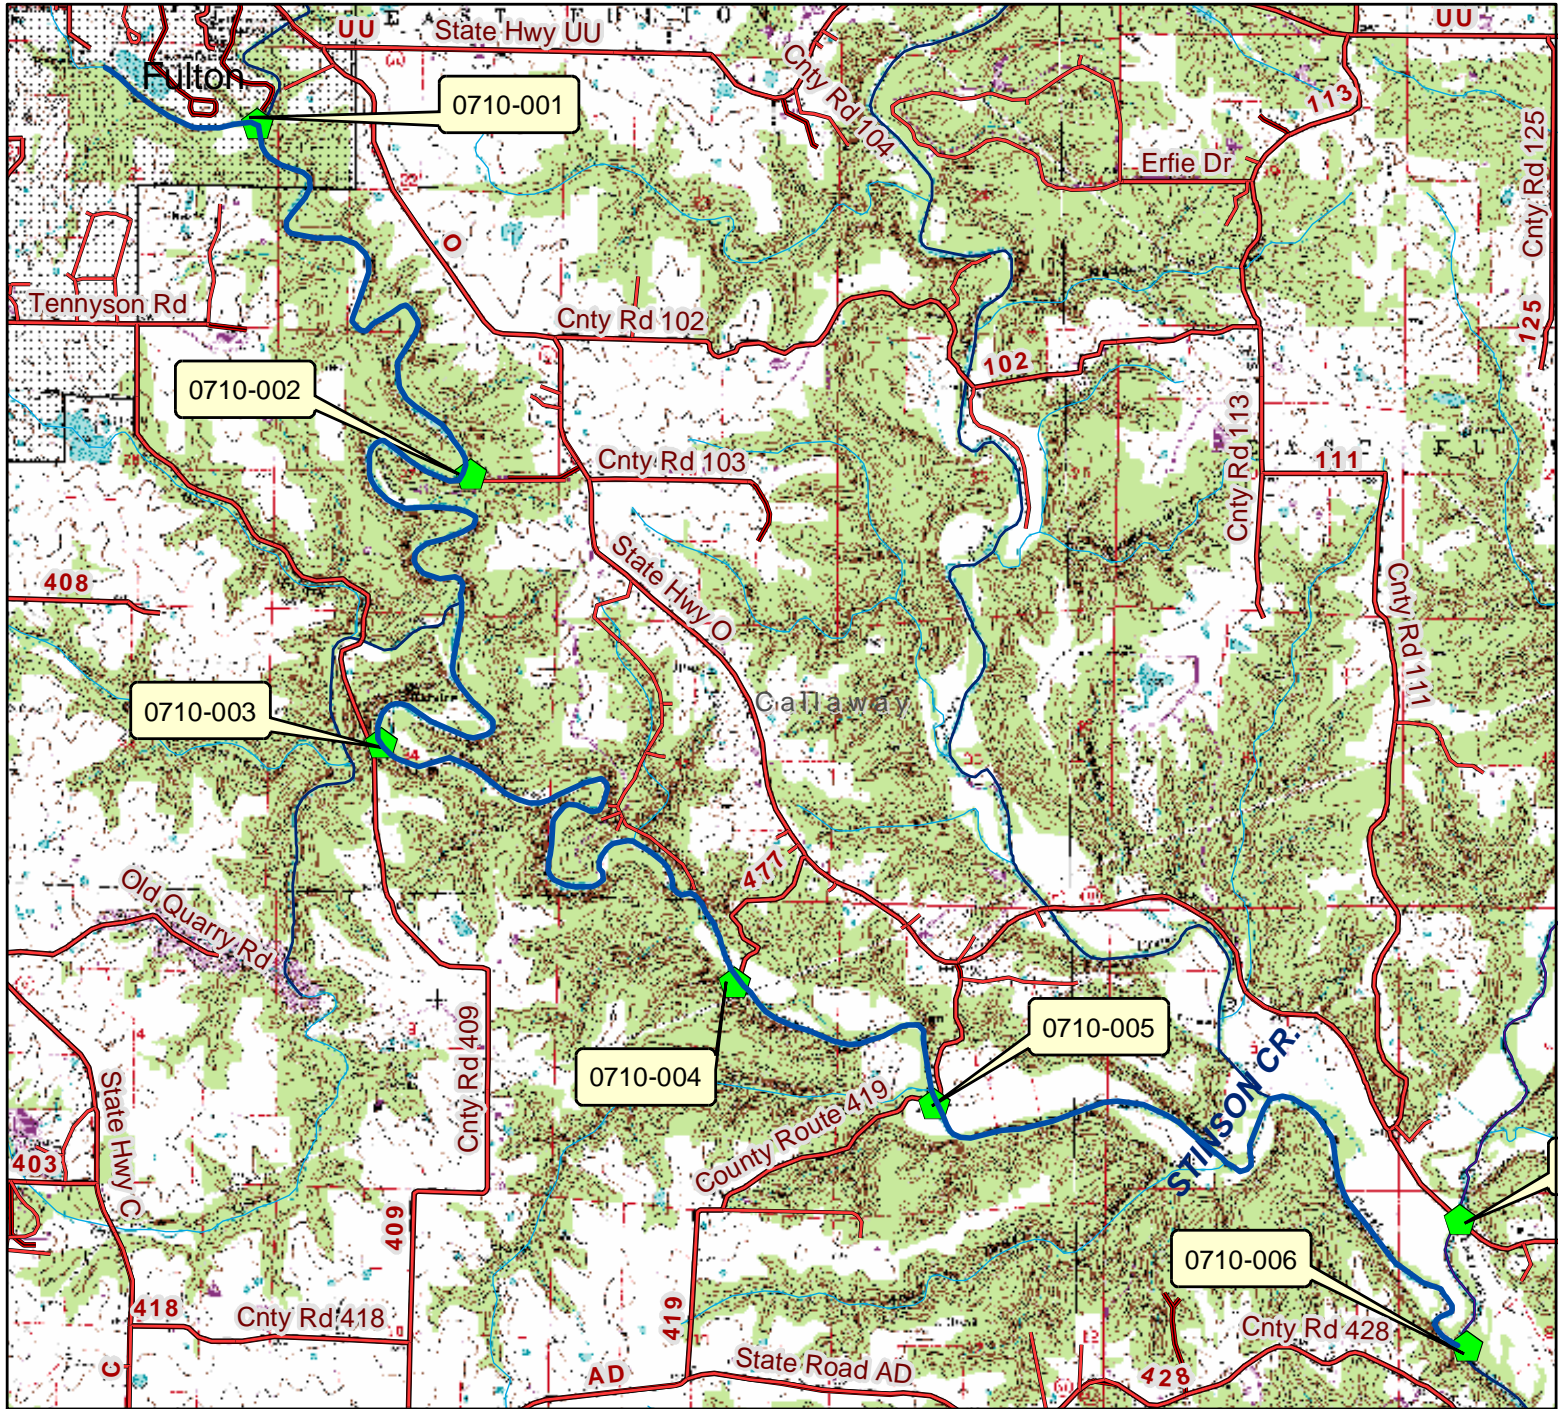 UU
State Hwy UU
UU
Fulton
0710-001
Cnty Rd 104
113
Cnty Rd 125
Erfie Dr
O
Tennyson Rd
Cnty Rd 102
125
102
0710-002
Cnty Rd 113
Cnty Rd 103
111
408
State Hwy O
Cnty Rd 111
Callaway
0710-003
477
Old Quarry Rd
0710-005
Cnty Rd 409
0710-004
STINSON CR.
State Hwy C
County Route 419
403
409
0710-006
418
Cnty Rd 418
419
Cnty Rd 428
C
AD
State Road AD
428